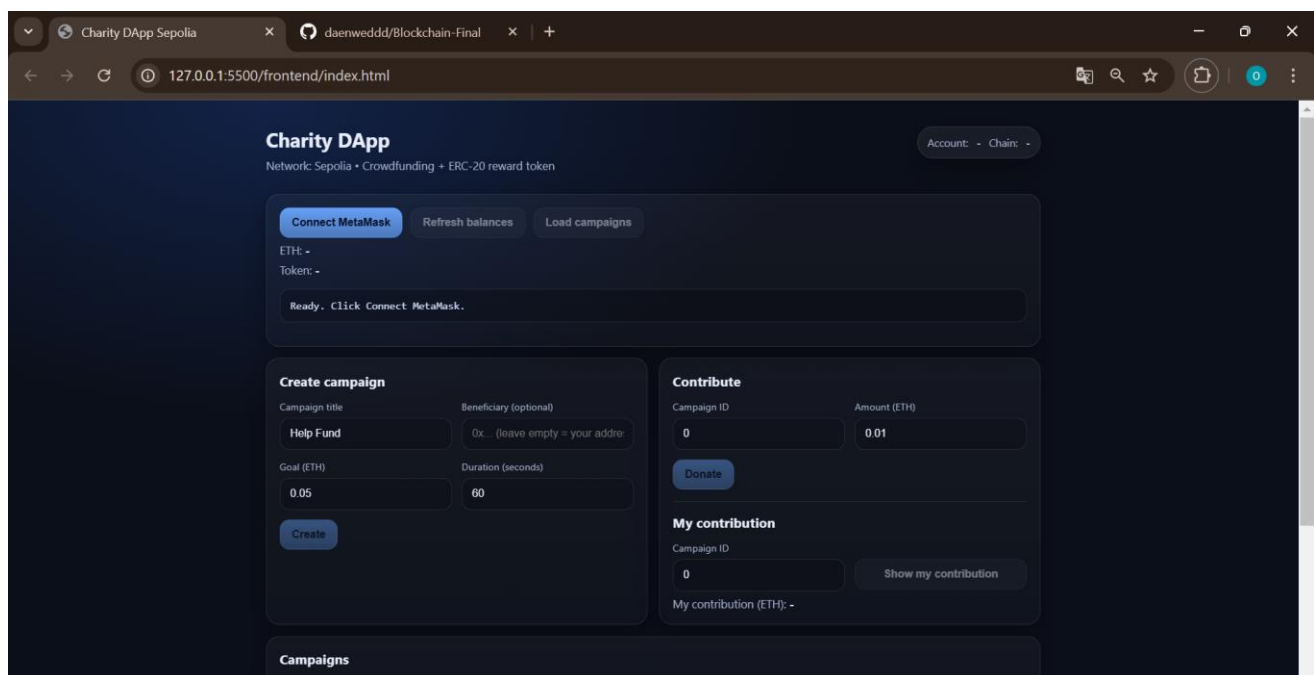 Charity DApp Sepolia
daenweddd/Blockchain-Final
127.0.0.1:5500/frontend/index.html
O
Charity DApp
Network: Sepolia • Crowdfunding + ERC-20 reward token
Account: - Chain: -
Connect MetaMask
Refresh balances
Load campaigns
ETH: -
Token: -
Ready. Click Connect MetaMask.
Create campaign
Campaign title
Beneficiary (optional)
Help Fund
0x... (leave empty = your addre
Goal (ETH)
Duration (seconds)
0.05
60
Create
Contribute
Campaign ID
Amount (ETH)
0
0.01
Donate
My contribution
Campaign ID
0
Show my contribution
My contribution (ETH): -
Campaigns